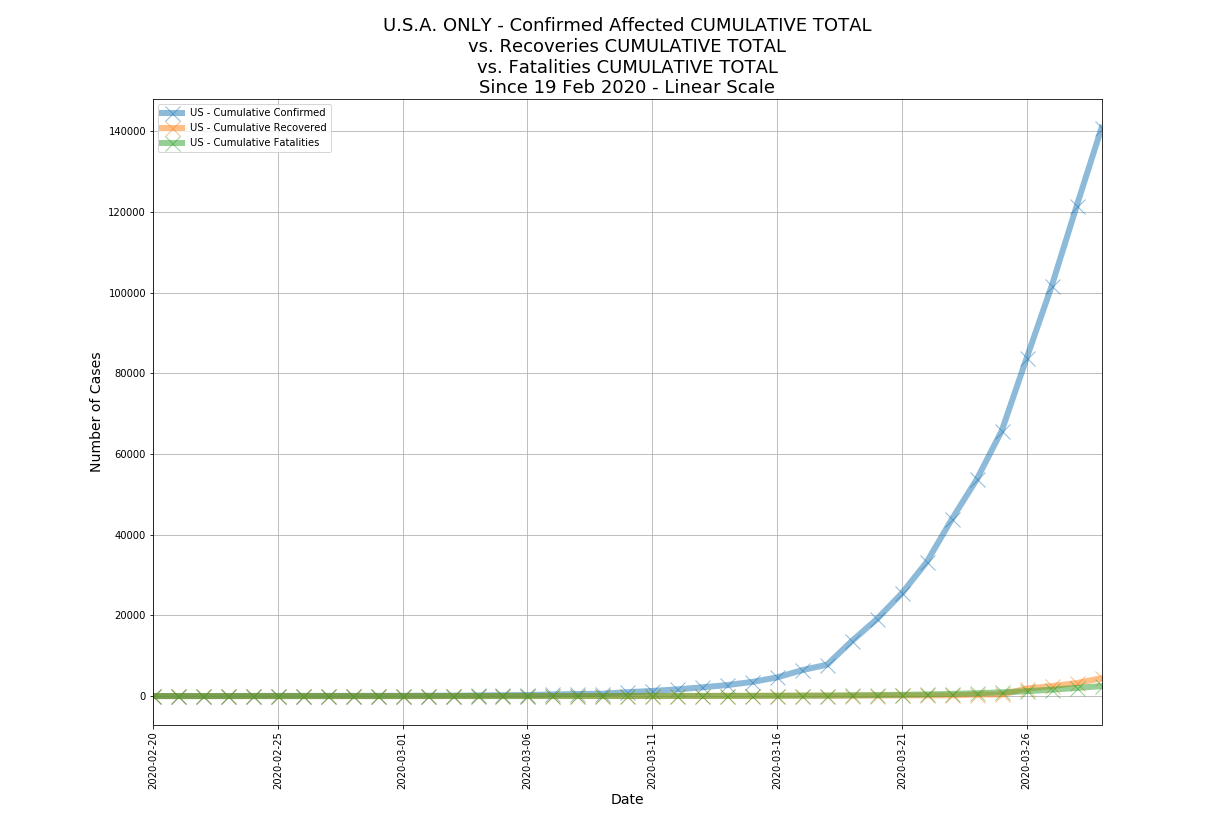 U.S.A. ONLY - Confirmed Affected CUMULATIVE TOTAL
vs. Recoveries CUMULATIVE TOTAL
vs. Fatalities CUMULATIVE TOTAL
Since 19 Feb 2020 - Linear Scale
US - Cumulative Confirmed
US - Cumulative Recovered
US - Cumulative Fatalities
Number of Cases
140000
120000
100000
80000
60000
40000
20000
0
2020-02-20
2020-02-25
2020-03-01
2020-03-06
2020-03-11
2020-03-16
2020-03-21
2020-03-26
Date